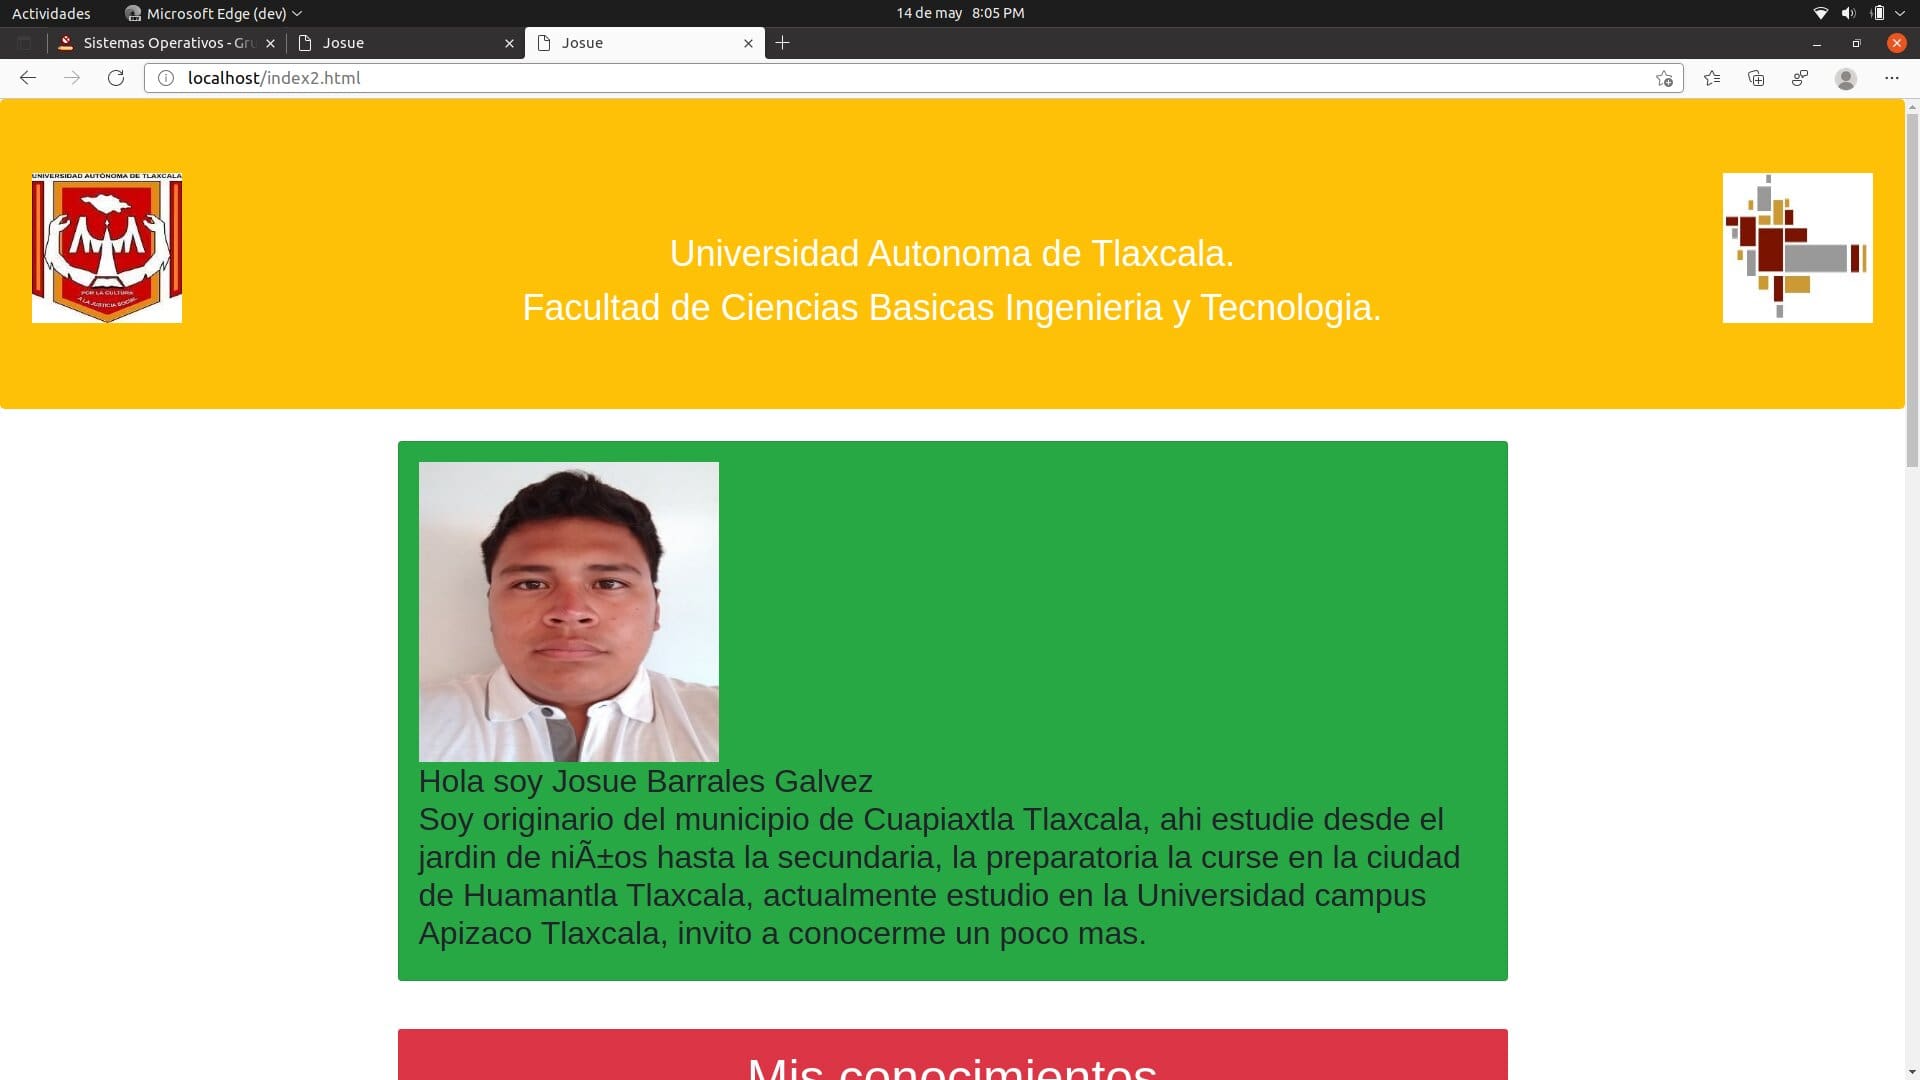 Actividades
Microsoft Edge (dev)
14 de may 8:05 PM
Sistemas Operativos - Gru
Josue
Josue
localhost/index2.html
UNIVERSIDAD AUTÓNOMA DE TLAXCALA
POR LA CULTURA
A LA JUSTICIA SOCIAL
Universidad Autonoma de Tlaxcala.
Facultad de Ciencias Basicas Ingenieria y Tecnologia.
Hola soy Josue Barrales Galvez
Soy originario del municipio de Cuapiaxtla Tlaxcala, ahi estudie desde el
jardin de niÃ±os hasta la secundaria, la preparatoria la curse en la ciudad
de Huamantla Tlaxcala, actualmente estudio en la Universidad campus
Apizaco Tlaxcala, invito a conocerme un poco mas.
Mis conocimientos